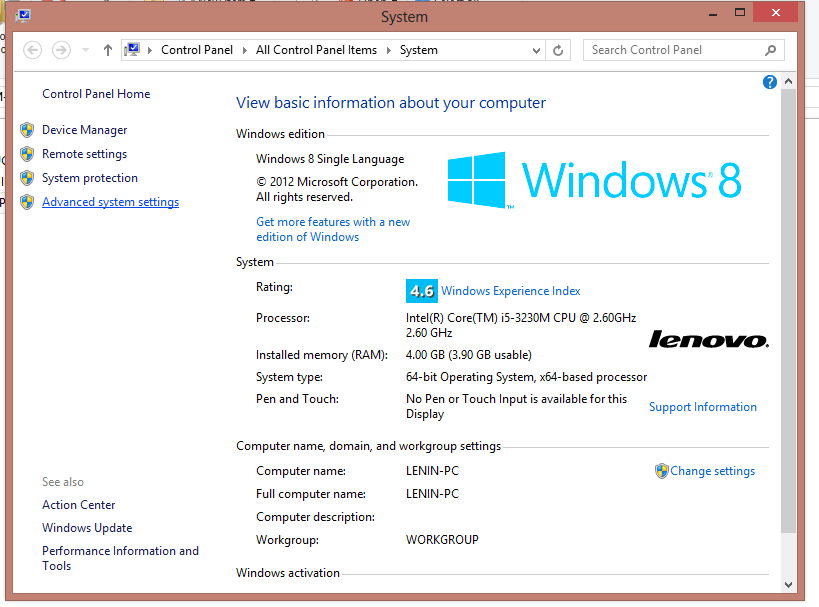 System
Control Panel
All Control Panel Items
System
Search Control Panel
Control Panel Home
Device Manager
Remote settings
System protection
Advanced system settings
See also
Action Center
Windows Update
Performance Information and
Tools
View basic information about your computer
Windows edition
Windows 8 Single Language
© 2012 Microsoft Corporation.
All rights reserved.
Get more features with a new
edition of Windows
Windows® 8
™
System
Rating:
4.6 Windows Experience Index
Processor:
Intel(R) Core(TM) i5-3230M CPU @ 2.60GHz
2.60 GHz
Installed memory (RAM):
4.00 GB (3.90 GB usable)
System type:
64-bit Operating System, x64-based processor
Pen and Touch:
No Pen or Touch Input is available for this
Display
lenovo.
Support Information
Computer name, domain, and workgroup settings
Computer name:
LENIN-PC
Change settings
Full computer name:
LENIN-PC
Computer description:
Workgroup:
WORKGROUP
Windows activation